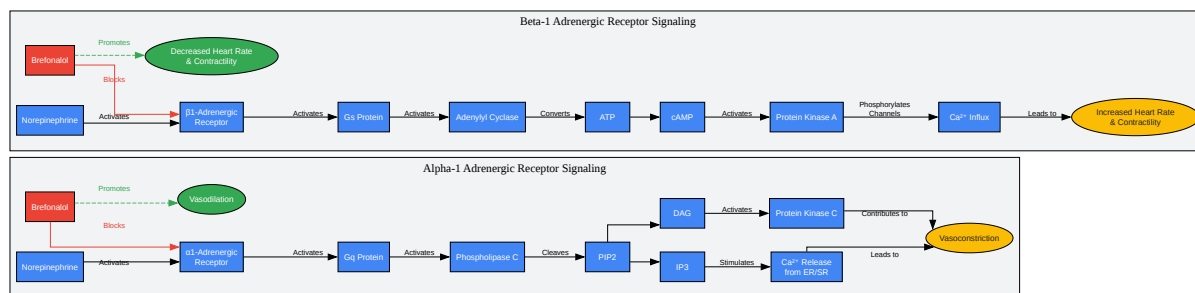 Beta-1 Adrenergic Receptor Signaling
Promotes
Brefonalol
Decreased Heart Rate
& Contractility
Blocks
Norepinephrine
Activates
β1-Adrenergic
Receptor
Activates
Gs Protein
Activates
Adenylyl Cyclase
Converts
ATP
cAMP
Activates
Protein Kinase A
Phosphorylates
Channels
Ca²⁺ Influx
Leads to
Increased Heart Rate
& Contractility
Alpha-1 Adrenergic Receptor Signaling
Promotes
Brefonalol
Vasodilation
Blocks
Norepinephrine
Activates
α1-Adrenergic
Receptor
Activates
Gq Protein
Activates
Phospholipase C
Cleaves
PIP2
DAG
Activates
Protein Kinase C
Contributes to
IP3
Stimulates
Ca²⁺ Release
from ER/SR
Leads to
Vasoconstriction